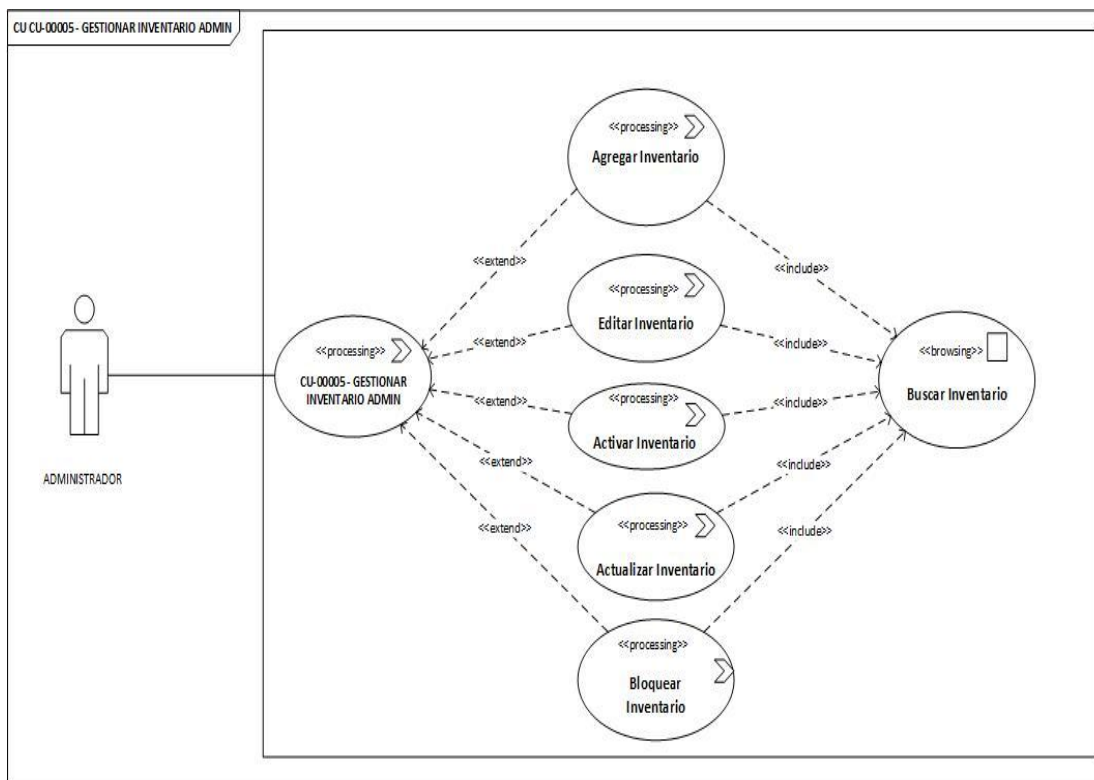 CU CU-00005 - GESTIONAR INVENTARIO ADMIN
<<processing>>
Agregar Inventario
<<extend>>
<<include>>
<<processing>>
Editar Inventario
<<extend>>
<<include>>
<<processing>>
CU-00005 - GESTIONAR
INVENTARIO ADMIN
<<browsing>>
Buscar Inventario
<<processing>>
Activar Inventario
<<extend>>
<<include>>
ADMINISTRADOR
<<extend>>
<<include>>
<<processing>>
Actualizar Inventario
<<extend>>
<<include>>
<<processing>>
Bloquear
Inventario